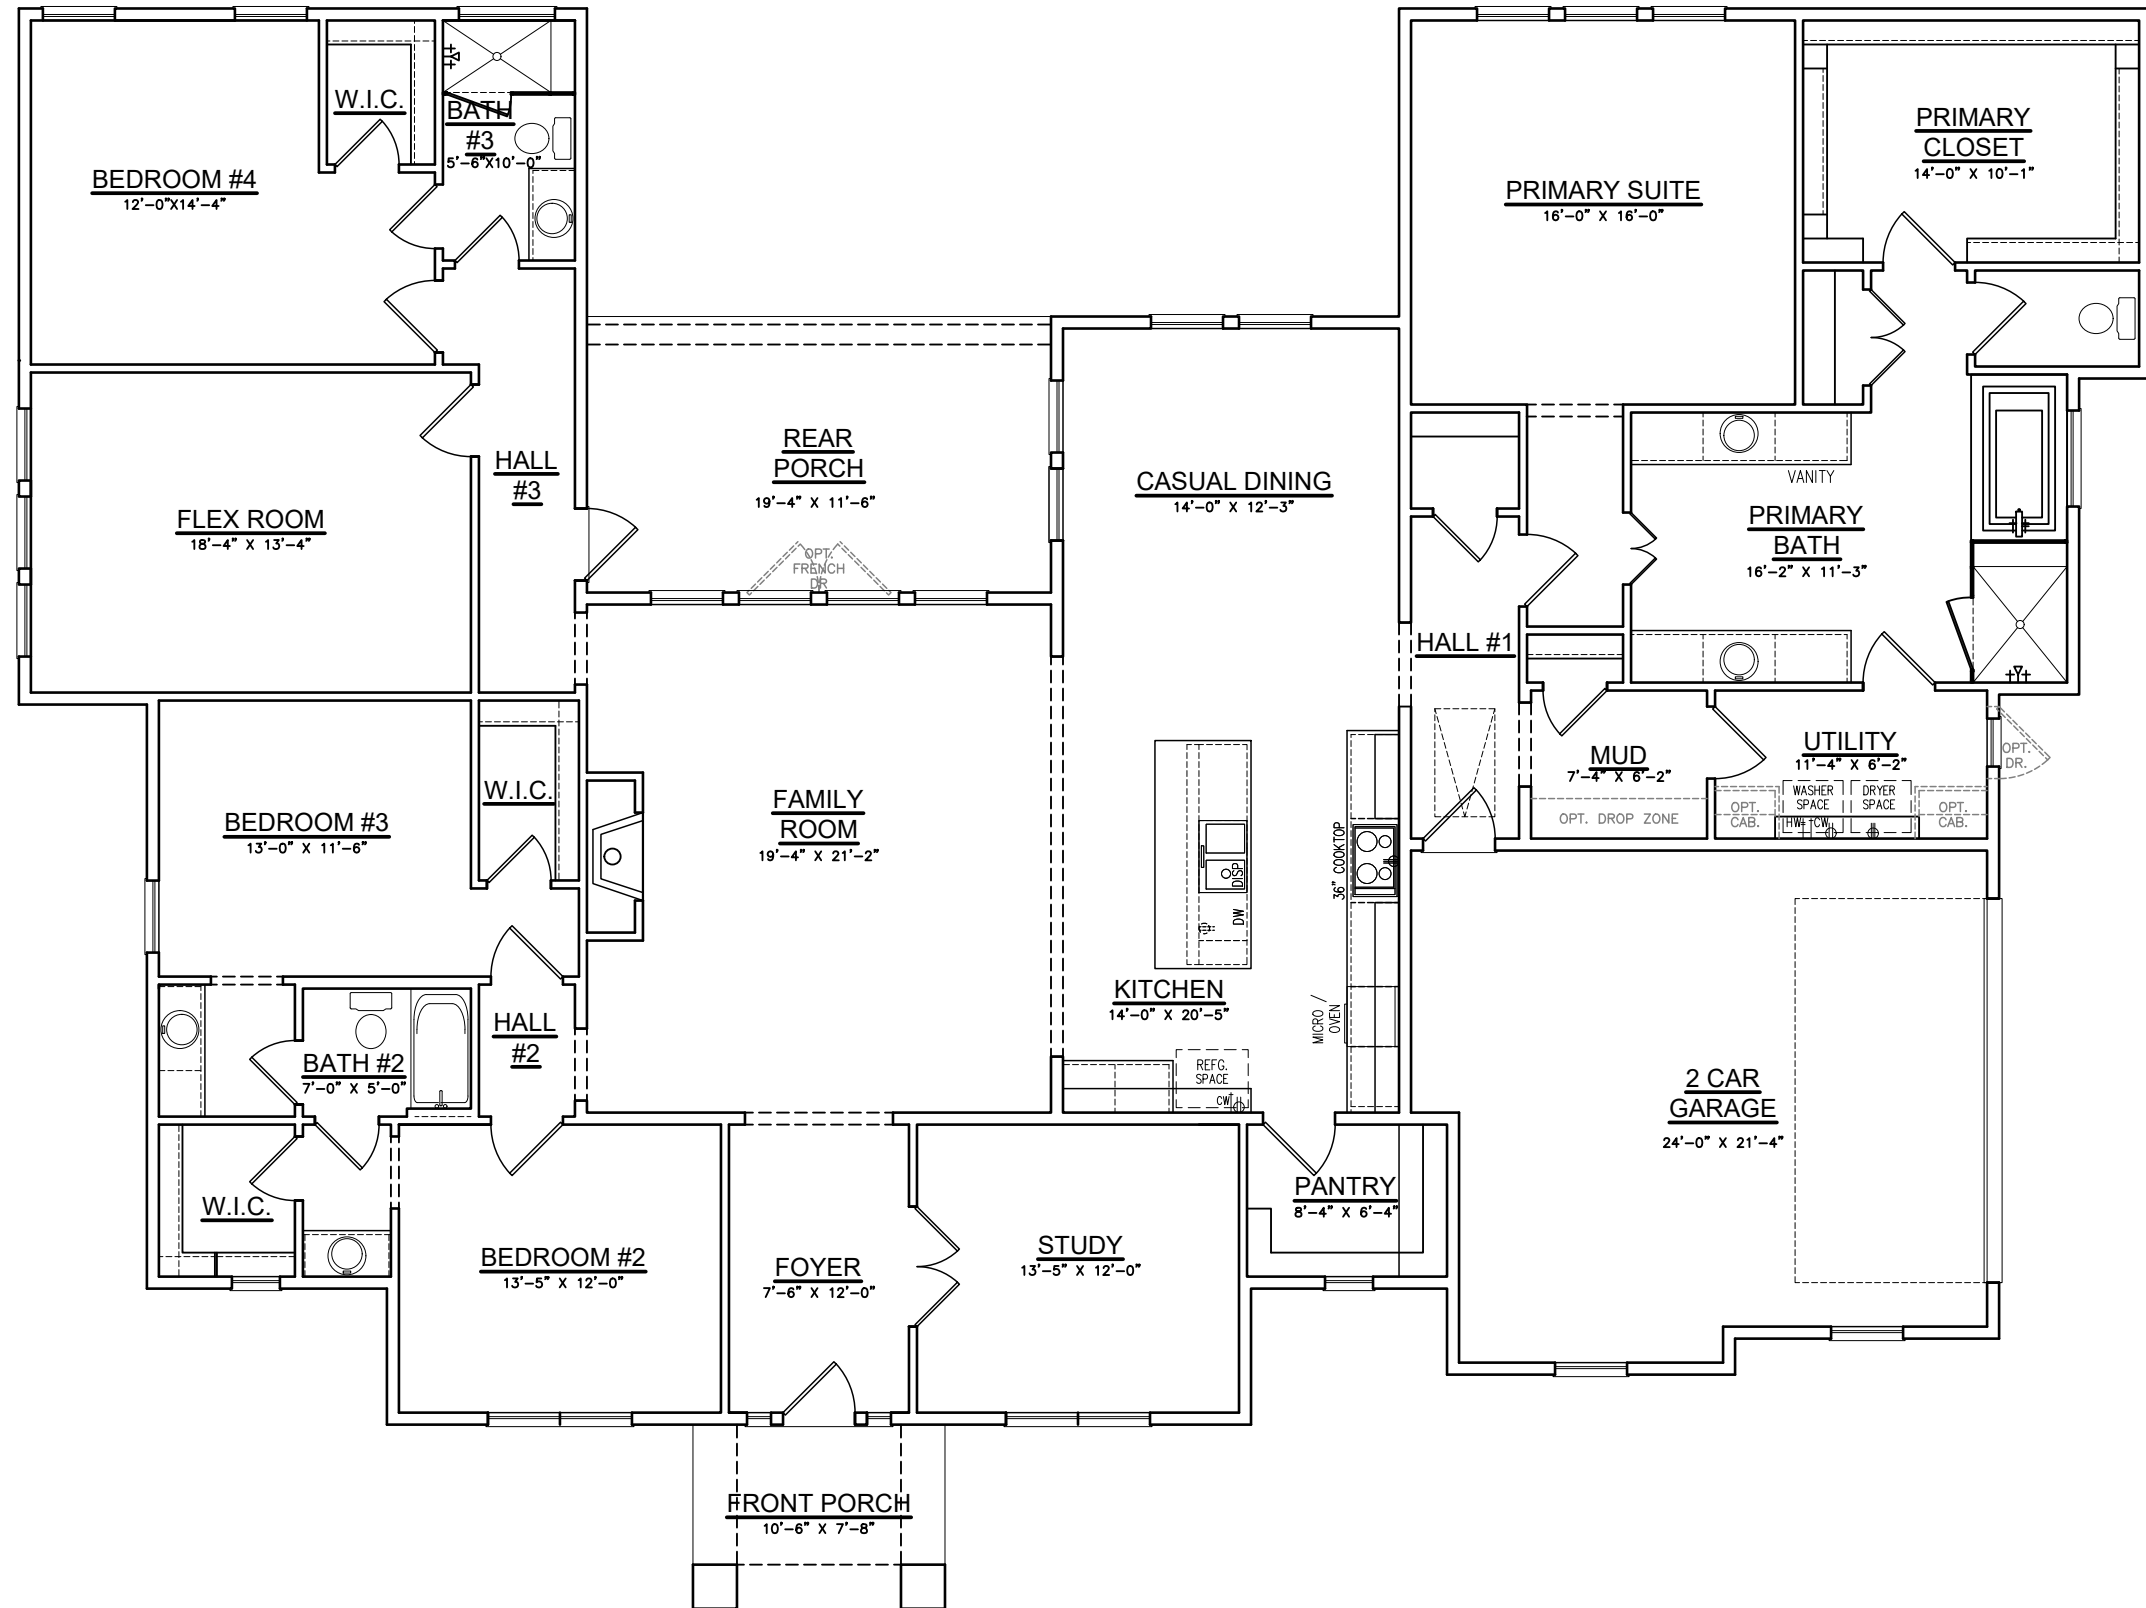 W.I.C.
BATH
#3
5'-6"X10'-0"
BEDROOM #4
12'-0"X14'-4"
PRIMARY SUITE
16'-0" X 16'-0"
PRIMARY
CLOSET
14'-0" X 10'-1"
REAR
PORCH
19'-4" X 11'-6"
OPT.
FRENCH
DR
HALL
#3
FLEX ROOM
18'-4" X 13'-4"
CASUAL DINING
14'-0" X 12'-3"
VANITY
PRIMARY
BATH
16'-2" X 11'-3"
HALL #1
MUD
7'-4" X 6'-2"
OPT. DROP ZONE
UTILITY
11'-4" X 6'-2"
OPT.
DR.
WASHER
SPACE
DRYER
SPACE
OPT.
CAB.
HW
CW
OPT.
CAB.
W.I.C.
BEDROOM #3
13'-0" X 11'-6"
FAMILY
ROOM
19'-4" X 21'-2"
DISP
DW
36" COOKTOP
KITCHEN
14'-0" X 20'-5"
MICRO /
OVEN
REFG.
SPACE
CW
HALL
#2
BATH #2
7'-0" X 5'-0"
2 CAR
GARAGE
24'-0" X 21'-4"
W.I.C.
BEDROOM #2
13'-5" X 12'-0"
FOYER
7'-6" X 12'-0"
STUDY
13'-5" X 12'-0"
PANTRY
8'-4" X 6'-4"
FRONT PORCH
10'-6" X 7'-8"